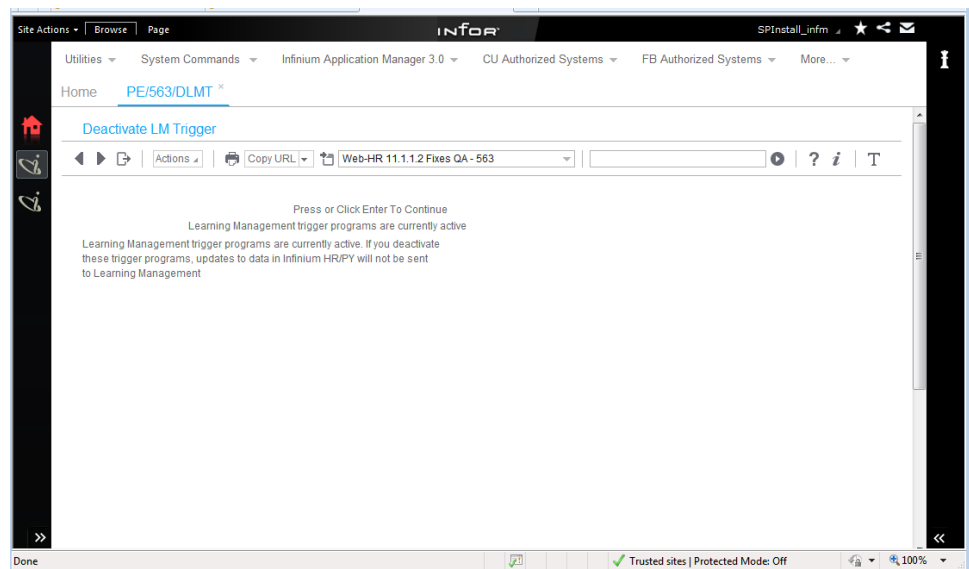 Site Actions Browse Page infor SPInstall_infm
Utilities System Commands Infinium Application Manager 3.0 CU Authorized Systems FB Authorized Systems More...
Home PE/563/DLMT ×
Deactivate LM Trigger
Actions Copy URL Web-HR 11.1.1.2 Fixes QA - 563 ? i T
Press or Click Enter To Continue
Learning Management trigger programs are currently active
Learning Management trigger programs are currently active. If you deactivate
these trigger programs, updates to data in Infinium HR/PY will not be sent
to Learning Management
Done Trusted sites | Protected Mode: Off 100%